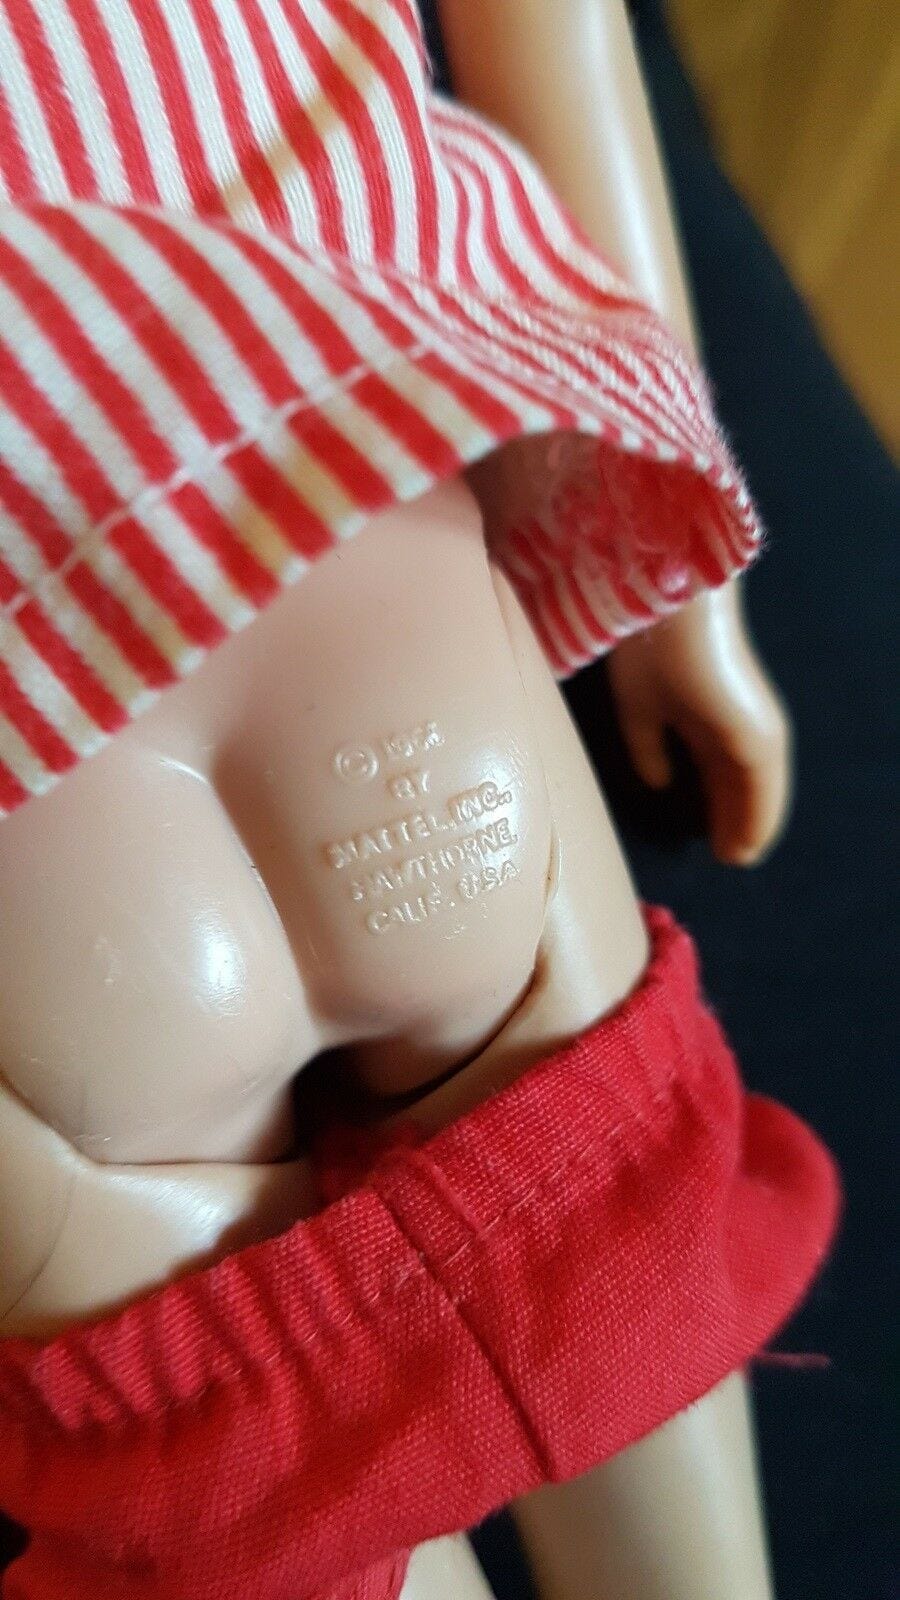 ©
BY
MATTEL, INC.,
HAWTHORNE,
CALIF. USA